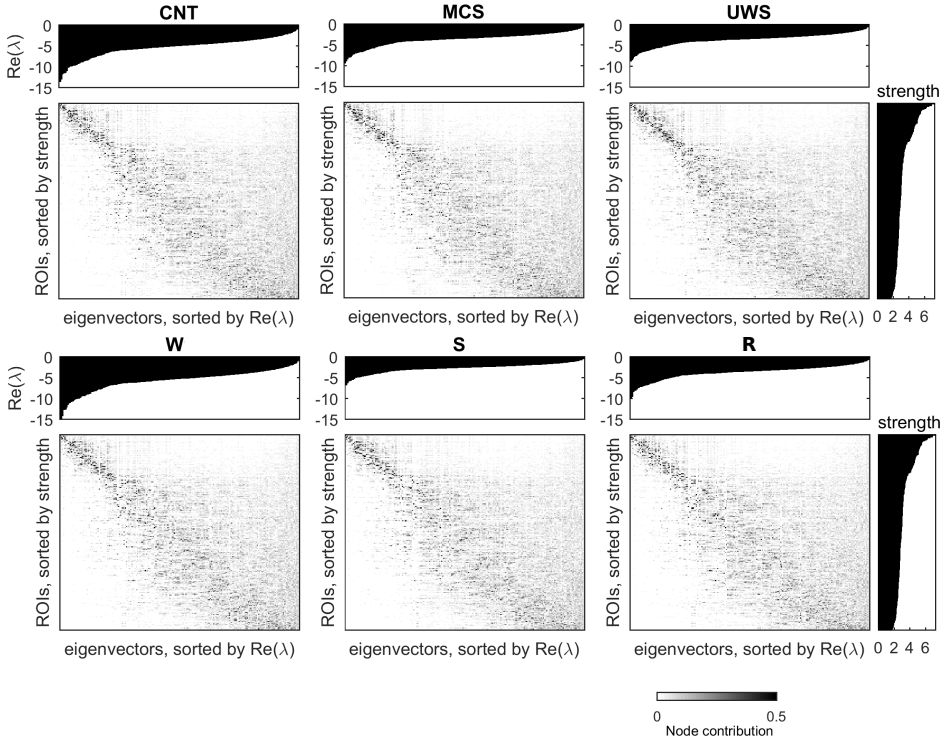 CNT MCS UWS
0 0 0
-5 -5 -5
-10 -10 -10
-15 -15 -15
Re(λ)
strength
ROIs, sorted by strength ROIs, sorted by strength ROIs, sorted by strength
eigenvectors, sorted by Re(λ) eigenvectors, sorted by Re(λ) eigenvectors, sorted by Re(λ) 0 2 4 6
W S R
0 0 0
-5 -5 -5
-10 -10 -10
-15 -15 -15
Re(λ)
strength
ROIs, sorted by strength ROIs, sorted by strength ROIs, sorted by strength
eigenvectors, sorted by Re(λ) eigenvectors, sorted by Re(λ) eigenvectors, sorted by Re(λ) 0 2 4 6
0 0.5
Node contribution